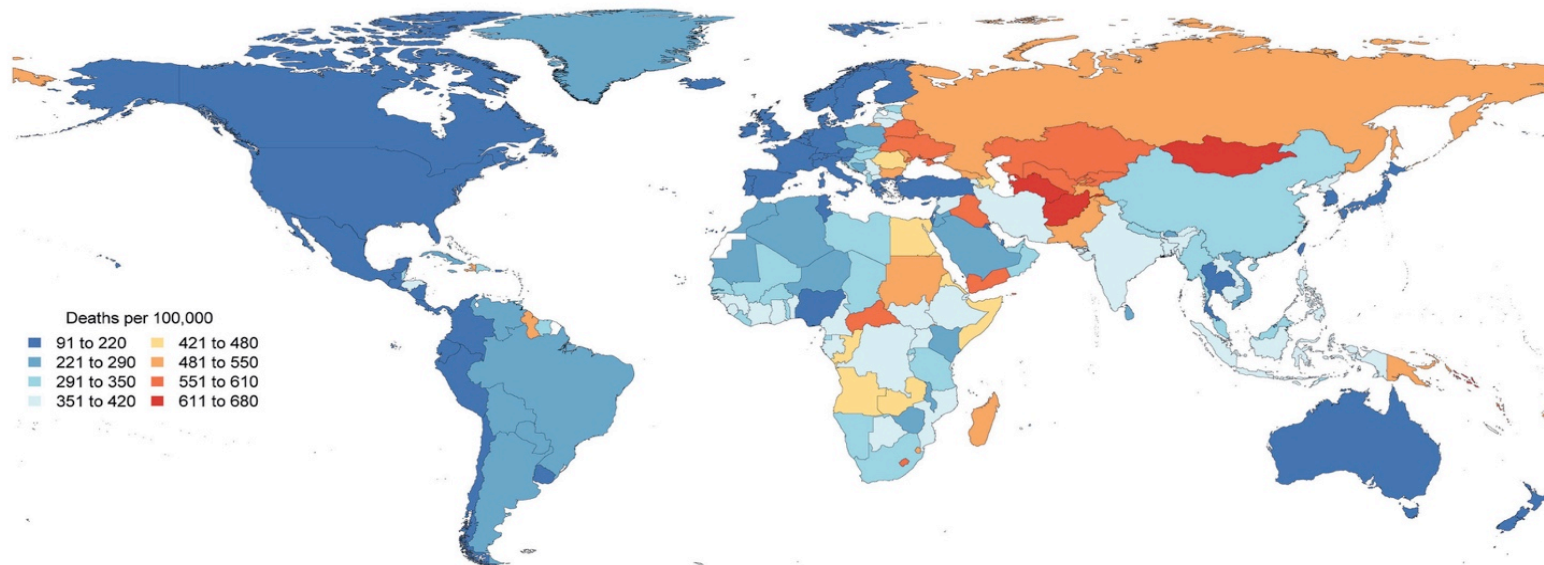 Deaths per 100,000
91 to 220 421 to 480
221 to 290 481 to 550
291 to 350 551 to 610
351 to 420 611 to 680